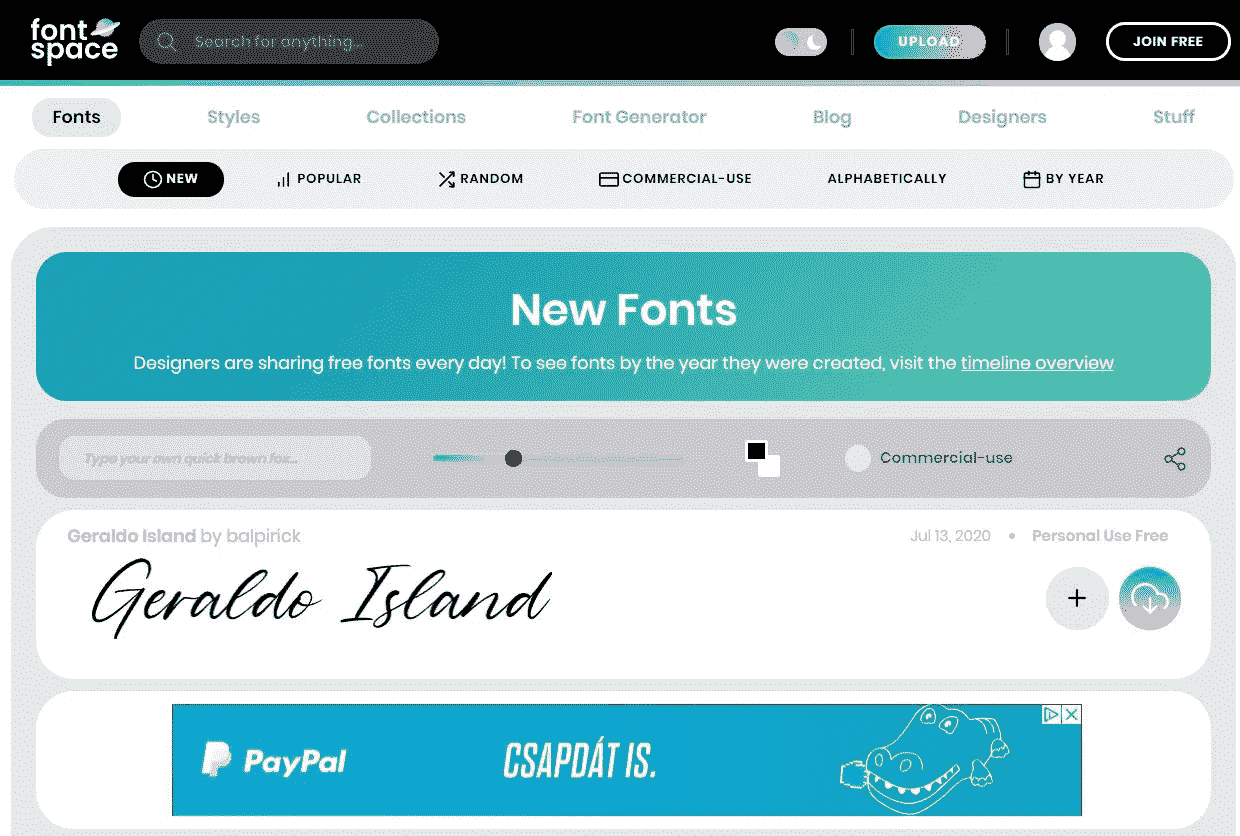 font
space
Search for anything...
UPLOAD
JOIN FREE
Fonts Styles Collections Font Generator Blog Designers Stuff
NEW POPULAR RANDOM COMMERCIAL-USE ALPHABETICALLY BY YEAR
New Fonts
Designers are sharing free fonts every day! To see fonts by the year they were created, visit the timeline overview
Type your own quick brown fox...
Commercial-use
Geraldo Island by balpirick
Jul 13, 2020 • Personal Use Free
Geraldo Island
PayPal CSAPDÁT IS.